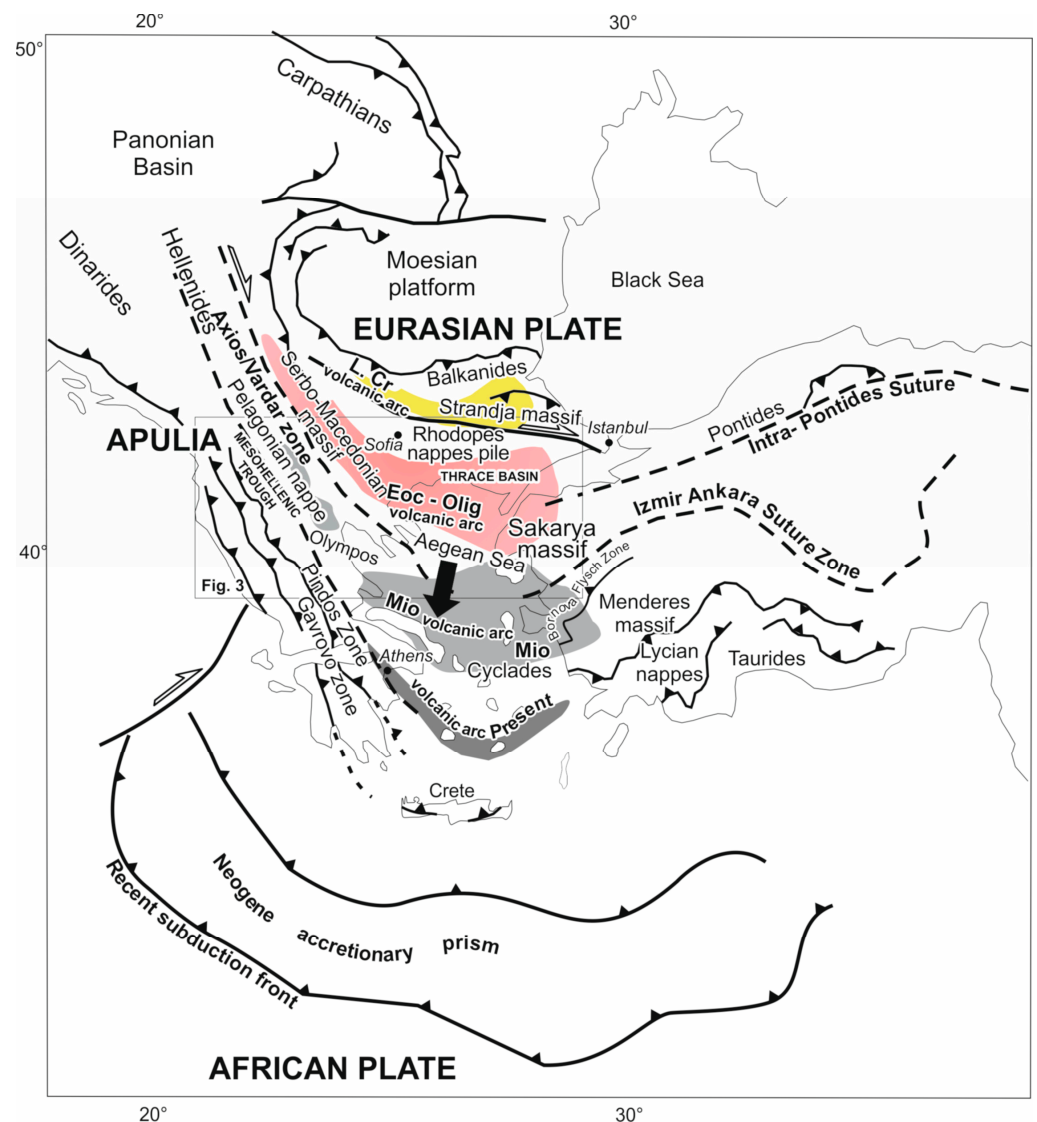 20°
30°
50°
Carpathians
Panonian
Basin
Dinarides
Hellenides
Moesian
platform
Black Sea
EURASIAN PLATE
Axios/Vardar zone
L. Cr
volcanic arc
Balkanides
Serbo-Macedonian
massif
Strandja massif
Pelagonian nappe
APULIA
Sofia
Rhodopes
nappes pile
Istanbul
Pontides
Intra- Pontides Suture
MESOHELLENIC
TROUGH
THRACE BASIN
Eoc - Olig
volcanic arc
Izmir Ankara Suture Zone
Sakarya
massif
Olympos
Aegean Sea
40°
Fig. 3
Bornova Flysch Zone
Pindos Zone
Gavrovo zone
Mio volcanic arc
Mio
Menderes
massif
Athens
Cyclades
Lycian
nappes
Taurides
volcanic arc Present
Crete
Neogene
accretionary prism
Recent subduction front
AFRICAN PLATE
20°
30°